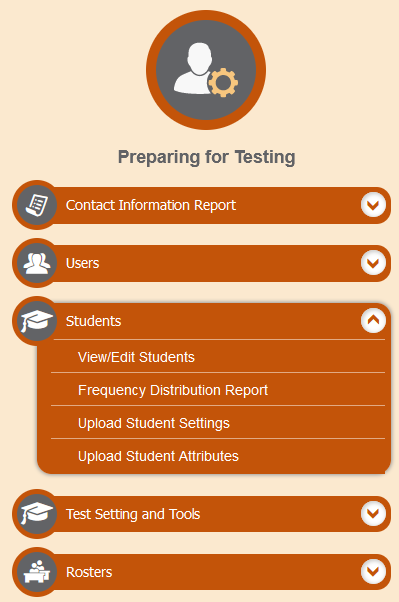 Preparing for Testing
Contact Information Report
Users
Students
View/Edit Students
Frequency Distribution Report
Upload Student Settings
Upload Student Attributes
Test Setting and Tools
Rosters